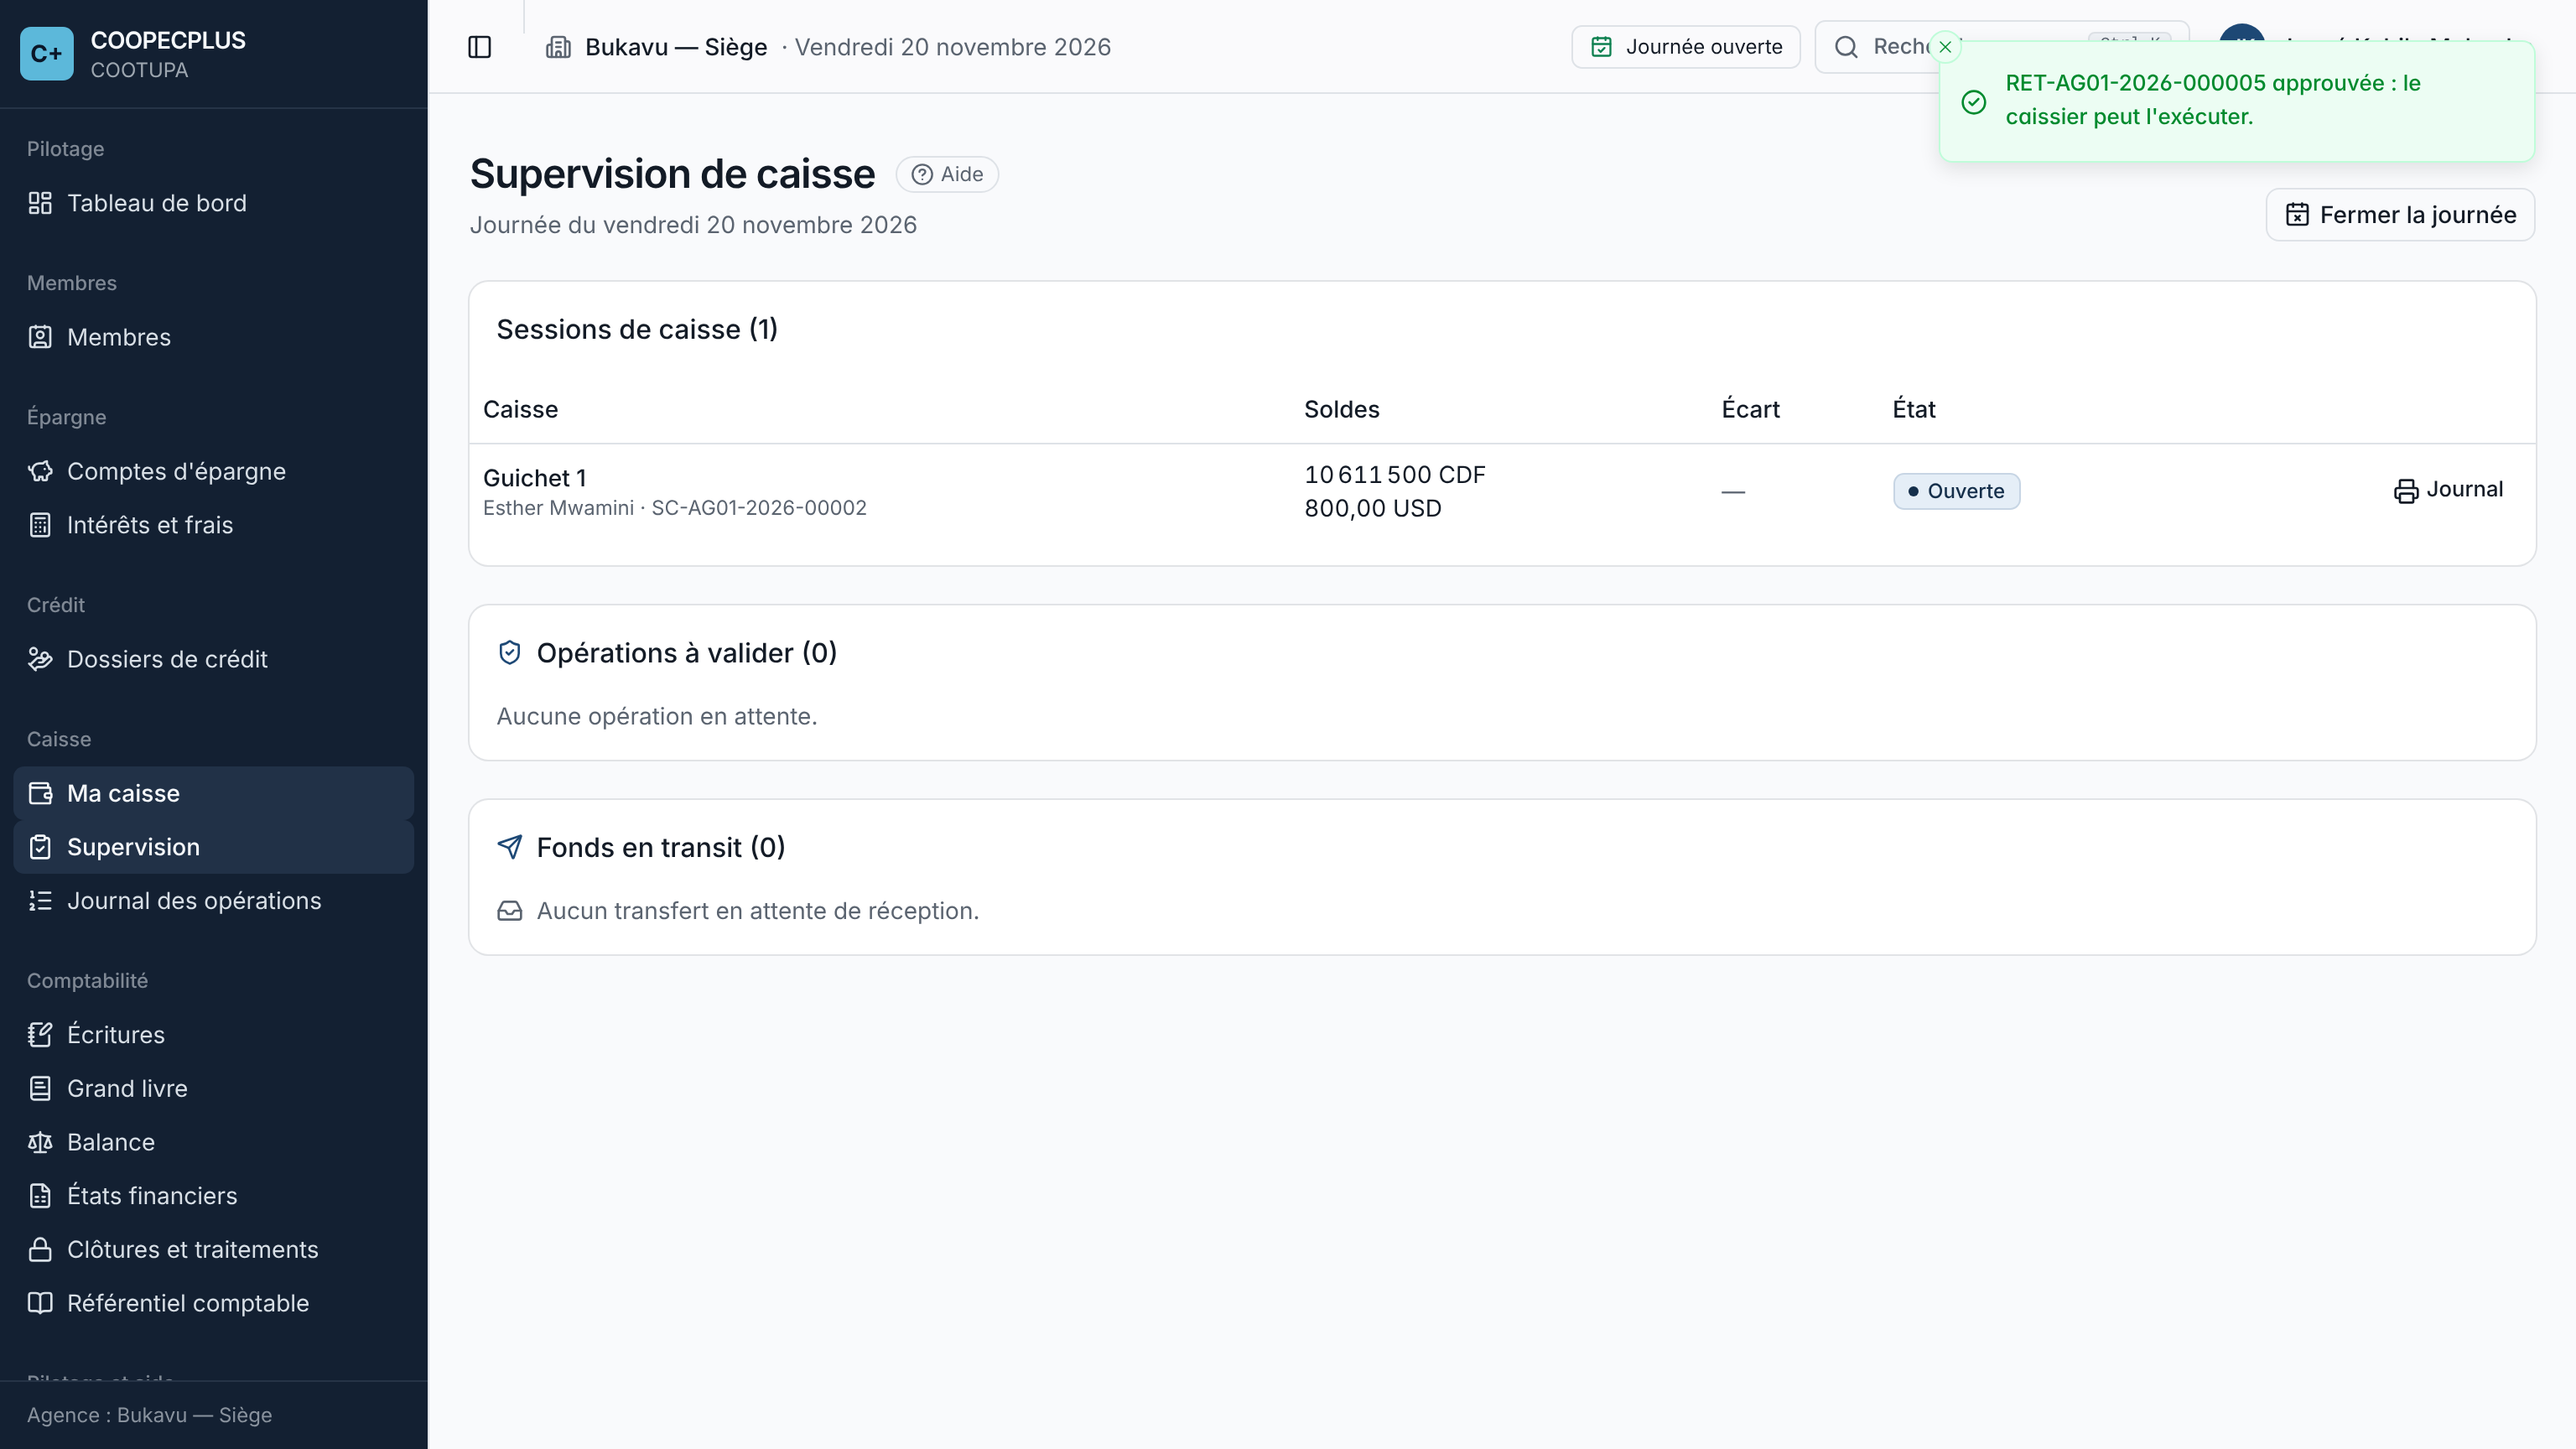 C+
COOPECPLUS
COOTUPA
Pilotage
Tableau de bord
Membres
Membres
Épargne
Comptes d'épargne
Intérêts et frais
Crédit
Dossiers de crédit
Caisse
Ma caisse
Supervision
Journal des opérations
Comptabilité
Écritures
Grand livre
Balance
États financiers
Clôtures et traitements
Référentiel comptable
Agence : Bukavu — Siège
Bukavu — Siège · Vendredi 20 novembre 2026
Journée ouverte
RET-AG01-2026-000005 approuvée : le
caissier peut l'exécuter.
Supervision de caisse
Aide
Journée du vendredi 20 novembre 2026
Fermer la journée
Sessions de caisse (1)
Caisse Soldes Écart État
Guichet 1
Esther Mwamini · SC-AG01-2026-00002
10 611 500 CDF
800,00 USD
—
Ouverte
Journal
Opérations à valider (0)
Aucune opération en attente.
Fonds en transit (0)
Aucun transfert en attente de réception.